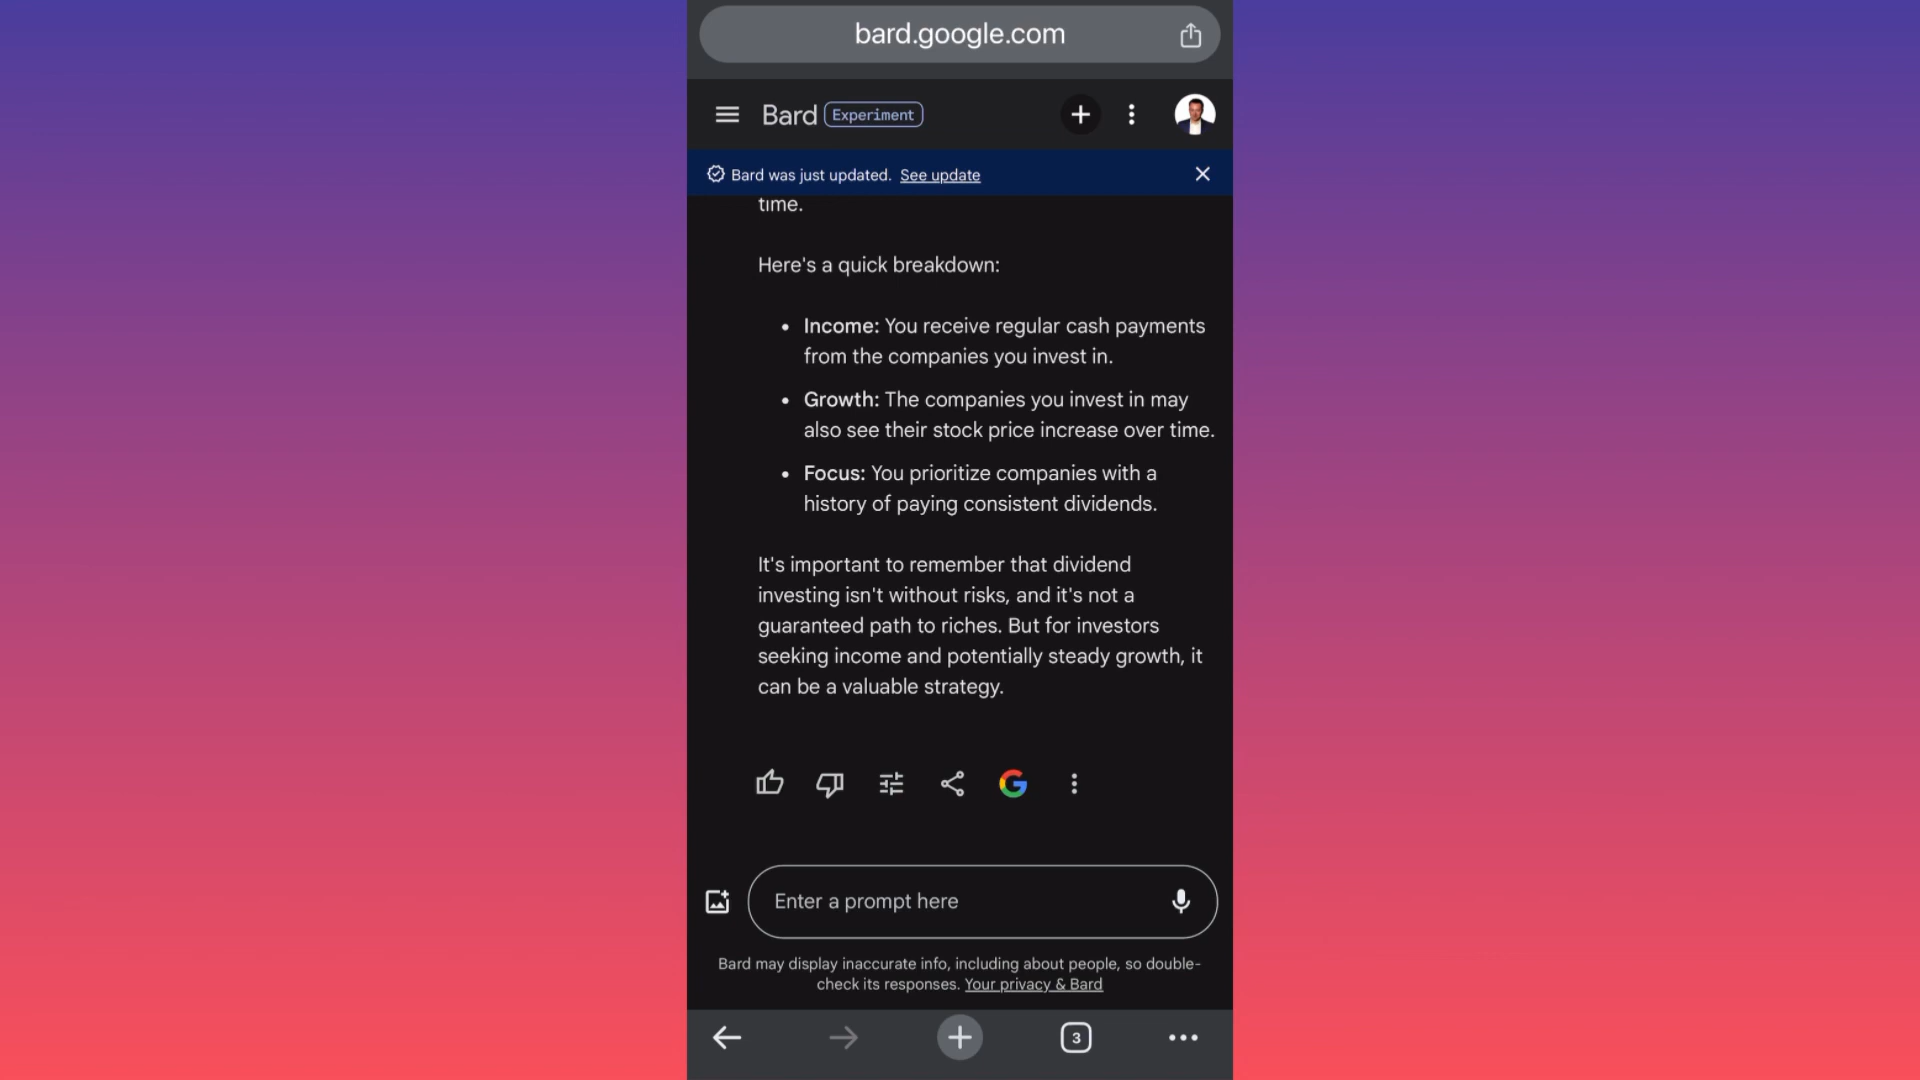 bard.google.com
Bard Experiment
Bard was just updated. See update
time.
Here's a quick breakdown:
• Income: You receive regular cash payments
from the companies you invest in.
• Growth: The companies you invest in may
also see their stock price increase over time.
• Focus: You prioritize companies with a
history of paying consistent dividends.
It's important to remember that dividend
investing isn't without risks, and it's not a
guaranteed path to riches. But for investors
seeking income and potentially steady growth, it
can be a valuable strategy.
Enter a prompt here
Bard may display inaccurate info, including about people, so double-
check its responses. Your privacy & Bard
3